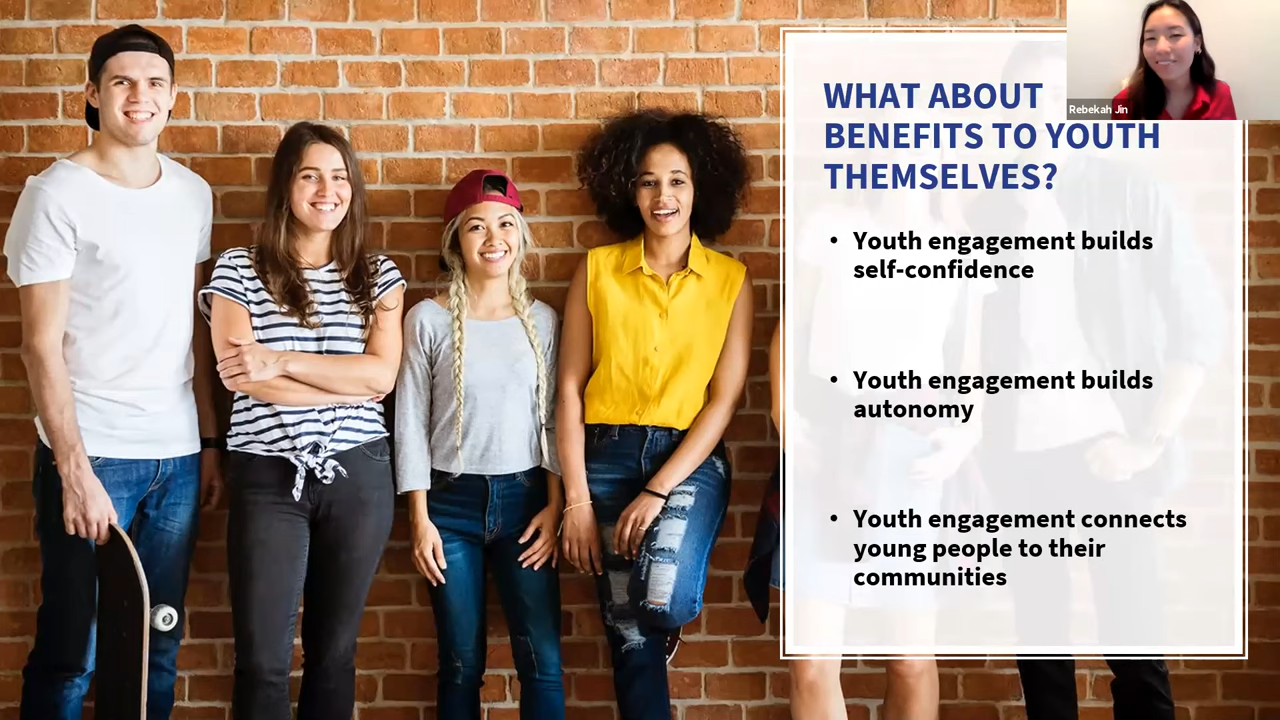 WHAT ABOUT
BENEFITS TO YOUTH
THEMSELVES?
Rebekah Jin
• Youth engagement builds
self-confidence
• Youth engagement builds
autonomy
• Youth engagement connects
young people to their
communities